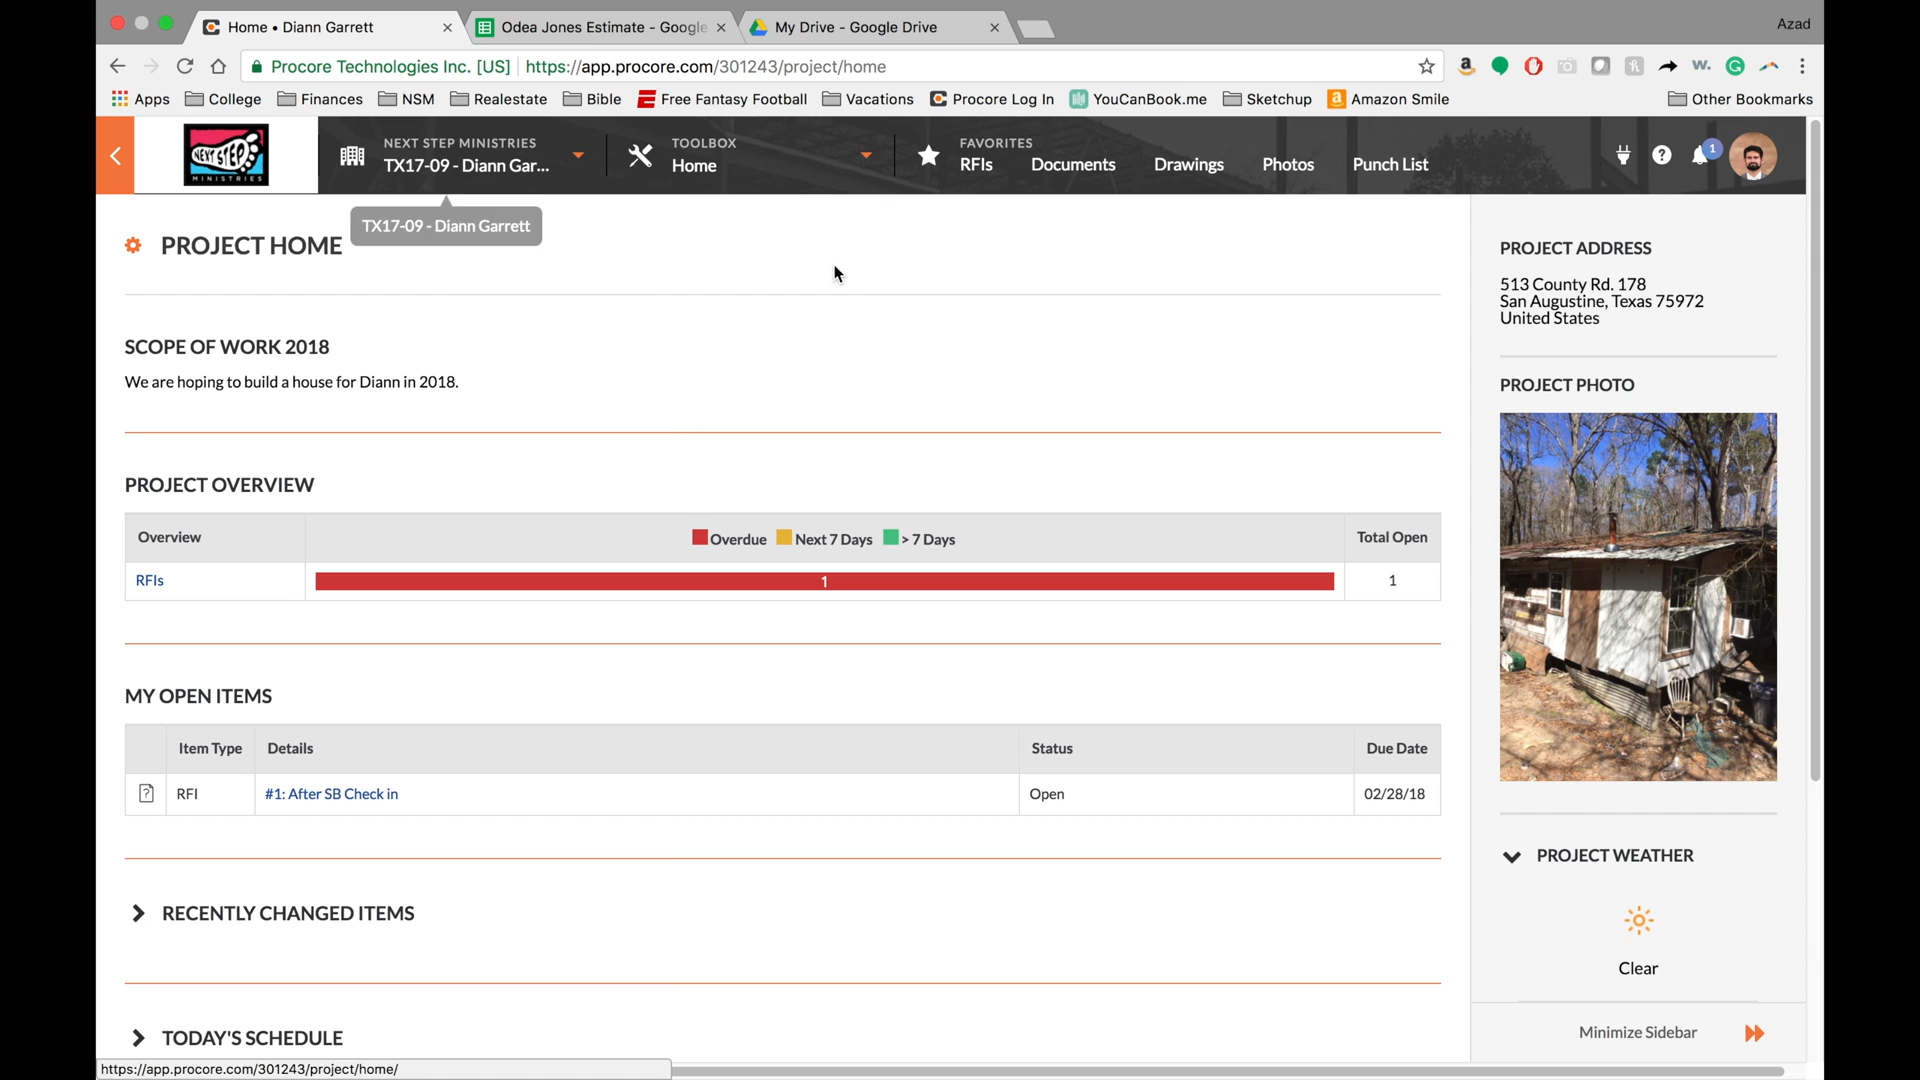 Home • Diann Garrett
Odea Jones Estimate - Google
My Drive - Google Drive
Azad
Procore Technologies Inc. [US]
https://app.procore.com/301243/project/home
Apps
College
Finances
NSM
Realestate
Bible
Free Fantasy Football
Vacations
Procore Log In
YouCanBook.me
Sketchup
Amazon Smile
Other Bookmarks
NEXT STEP
MINISTRIES
NEXT STEP MINISTRIES
TX17-09 - Diann Gar...
TOOLBOX
Home
FAVORITES
RFIs
Documents
Drawings
Photos
Punch List
1
TX17-09 - Diann Garrett
PROJECT HOME
SCOPE OF WORK 2018
We are hoping to build a house for Diann in 2018.
PROJECT OVERVIEW
Overview
Overdue
Next 7 Days
> 7 Days
Total Open
RFIs
1
1
MY OPEN ITEMS
Item Type
Details
Status
Due Date
RFI
#1: After SB Check in
Open
02/28/18
RECENTLY CHANGED ITEMS
TODAY'S SCHEDULE
PROJECT ADDRESS
513 County Rd. 178
San Augustine, Texas 75972
United States
PROJECT PHOTO
PROJECT WEATHER
Clear
Minimize Sidebar
https://app.procore.com/301243/project/home/